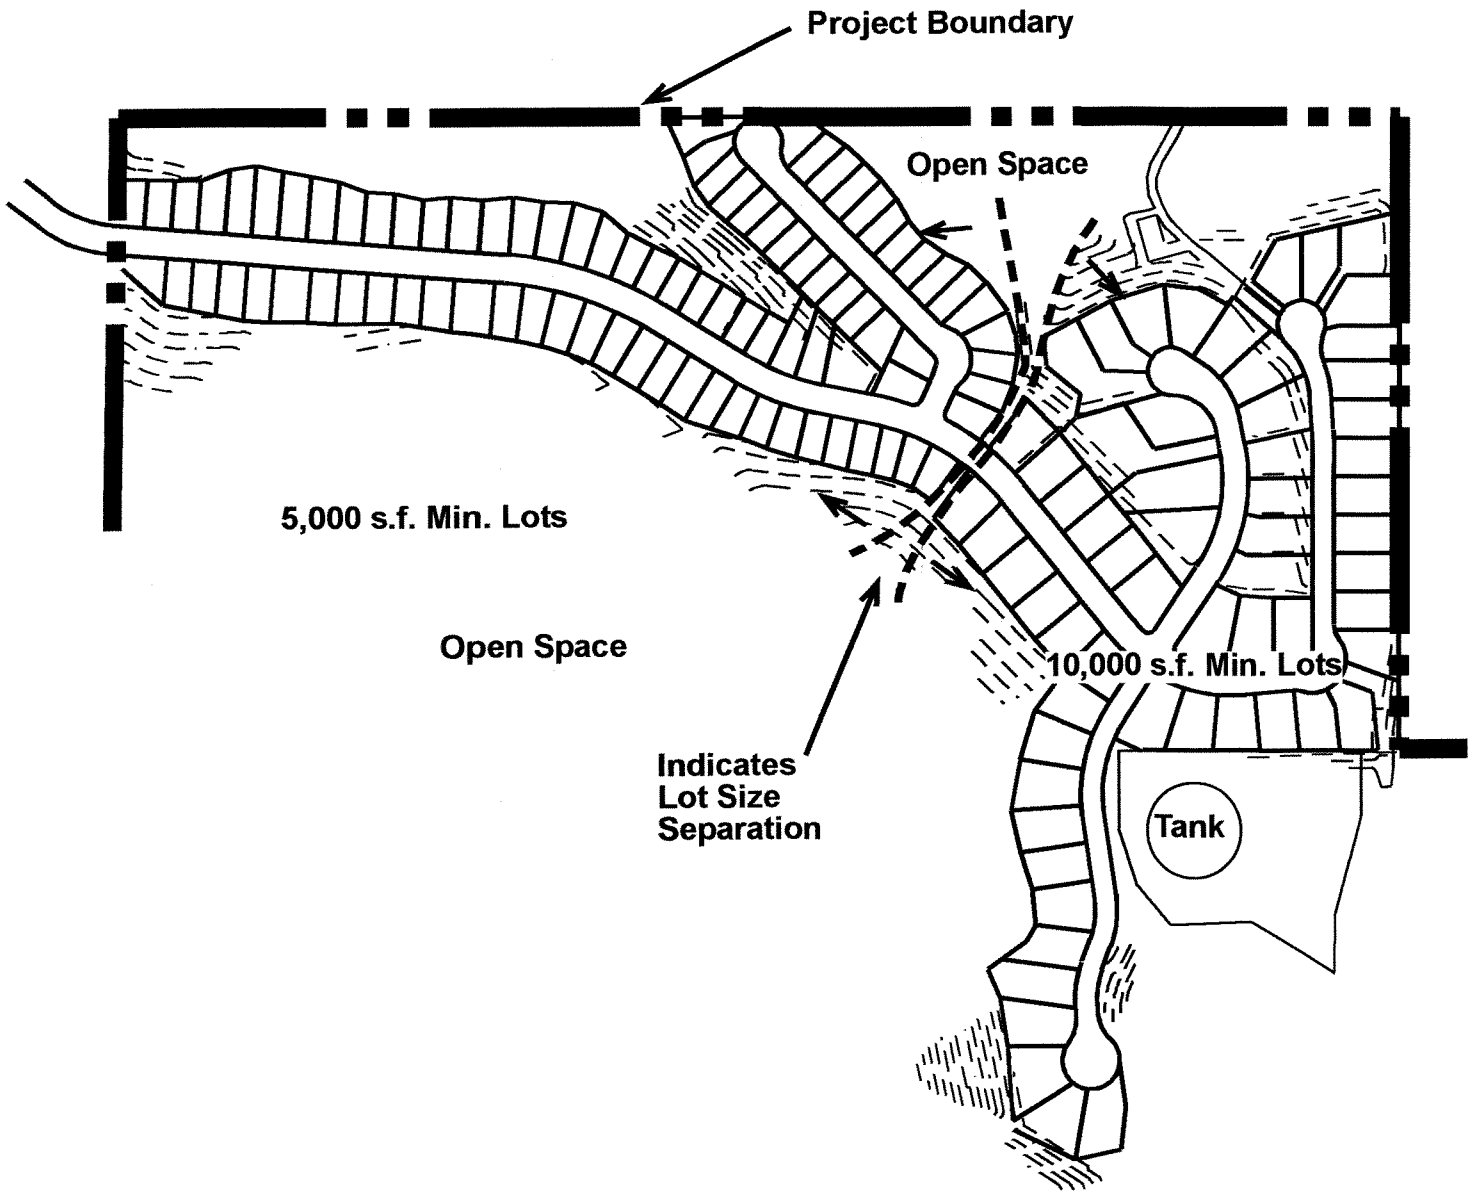 Project Boundary
Open Space
5,000 s.f. Min. Lots
Open Space
10,000 s.f. Min. Lots
Indicates
Lot Size
Separation
Tank